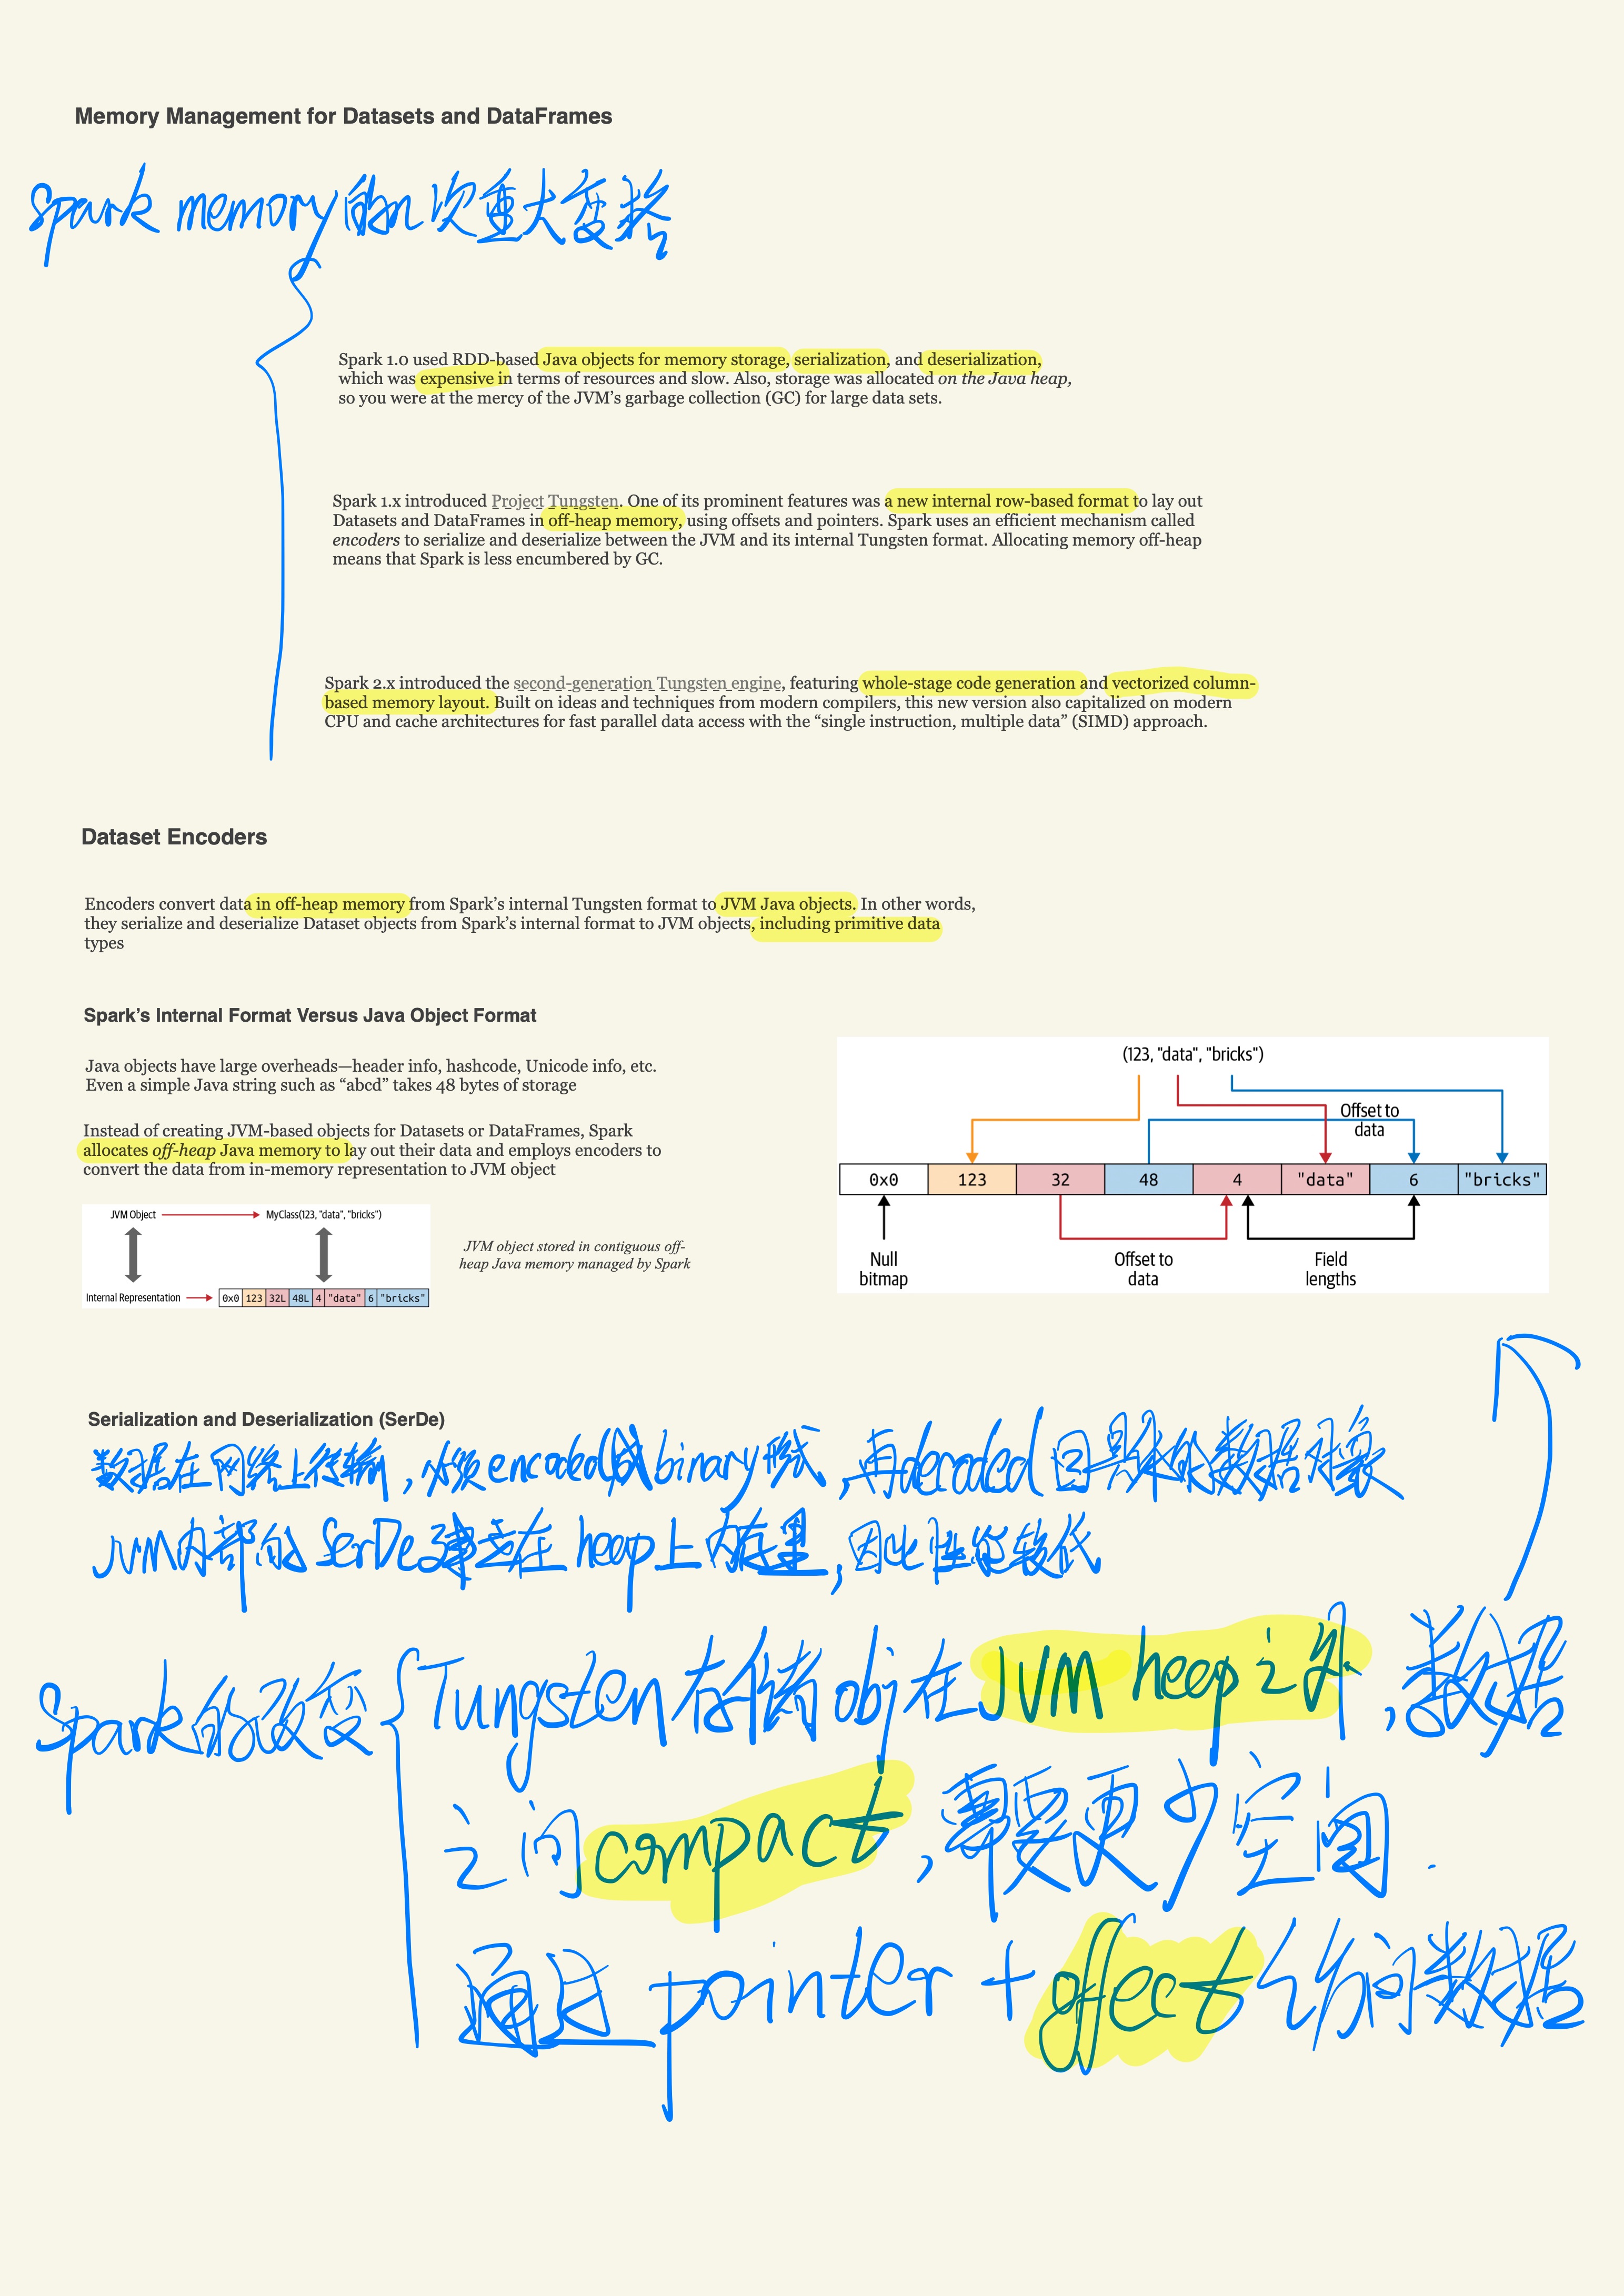 Memory Management for Datasets and DataFrames
Spark memory的n次重大变格
Spark 1.0 used RDD-based Java objects for memory storage, serialization, and deserialization,
which was expensive in terms of resources and slow. Also, storage was allocated on the Java heap,
so you were at the mercy of the JVM's garbage collection (GC) for large data sets.
Spark 1.x introduced Project Tungsten. One of its prominent features was a new internal row-based format to lay out
Datasets and DataFrames in off-heap memory, using offsets and pointers. Spark uses an efficient mechanism called
encoders to serialize and deserialize between the JVM and its internal Tungsten format. Allocating memory off-heap
means that Spark is less encumbered by GC.
Spark 2.x introduced the second-generation Tungsten engine, featuring whole-stage code generation and vectorized column-
based memory layout. Built on ideas and techniques from modern compilers, this new version also capitalized on modern
CPU and cache architectures for fast parallel data access with the “single instruction, multiple data” (SIMD) approach.
Dataset Encoders
Encoders convert data in off-heap memory from Spark's internal Tungsten format to JVM Java objects. In other words,
they serialize and deserialize Dataset objects from Spark's internal format to JVM objects, including primitive data
types
Spark's Internal Format Versus Java Object Format
Java objects have large overheads—header info, hashcode, Unicode info, etc.
Even a simple Java string such as “abcd” takes 48 bytes of storage
Instead of creating JVM-based objects for Datasets or DataFrames, Spark
allocates off-heap Java memory to lay out their data and employs encoders to
convert the data from in-memory representation to JVM object
JVM Object MyClass(123, "data", "bricks")
Internal Representation 0x0 123 32L 48L 4 "data" 6 "bricks"
JVM object stored in contiguous off-
heap Java memory managed by Spark
(123, "data", "bricks")
Offset to
data
0x0 123 32 48 4 "data" 6 "bricks"
Null
bitmap
Offset to
data
Field
lengths
Serialization and Deserialization (SerDe)
数据在网络上传输，必须encoded成binary形式，再decoded回具体的数据对象
JVM内部的SerDe建立在heep上内存里，因此性能较低
Spark的改变
Tungsten存储obj在JVM heep之外，数据
之间compact，需要更少空间.
通过pointer + offect访问数据